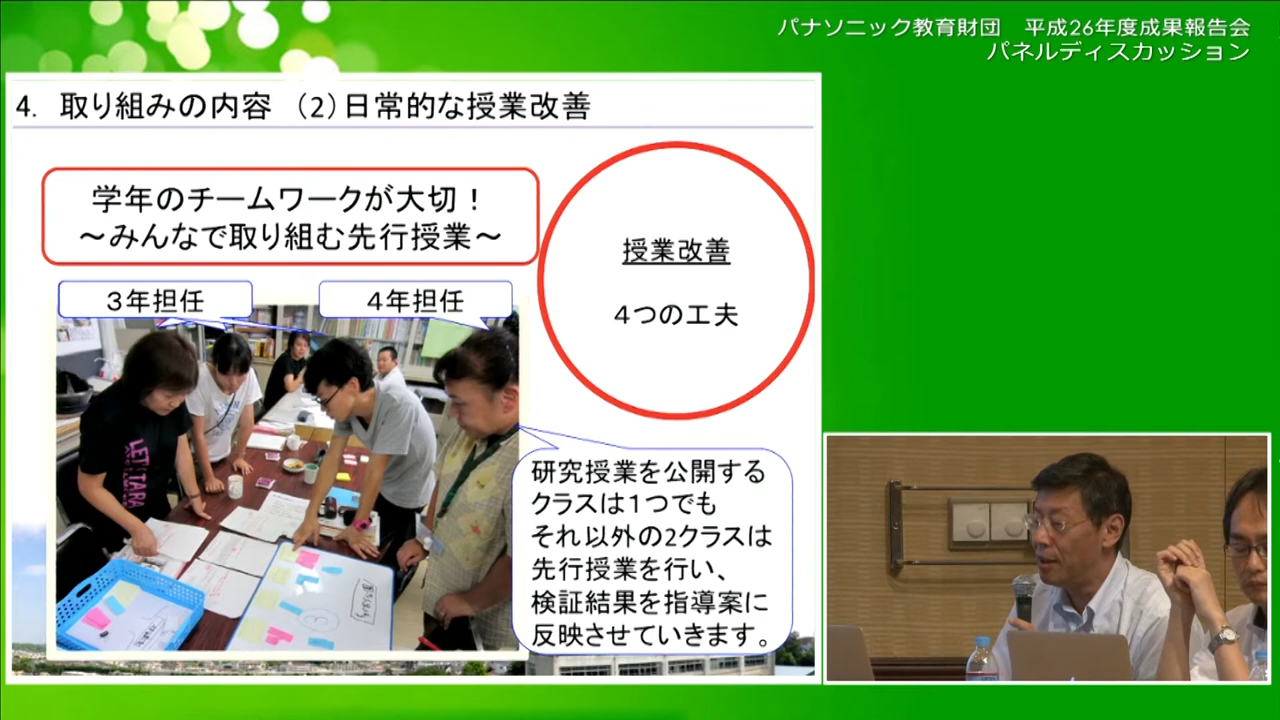 パナソニック教育財団 平成26年度成果報告会
パネルディスカッション
4. 取り組みの内容 (2)日常的な授業改善
学年のチームワークが大切！
～みんなで取り組む先行授業～
3年担任
4年担任
授業改善
4つの工夫
LET'S
TARA
研究授業を公開する
クラスは1つでも
それ以外の2クラスは
先行授業を行い、
検証結果を指導案に
反映させていきます。